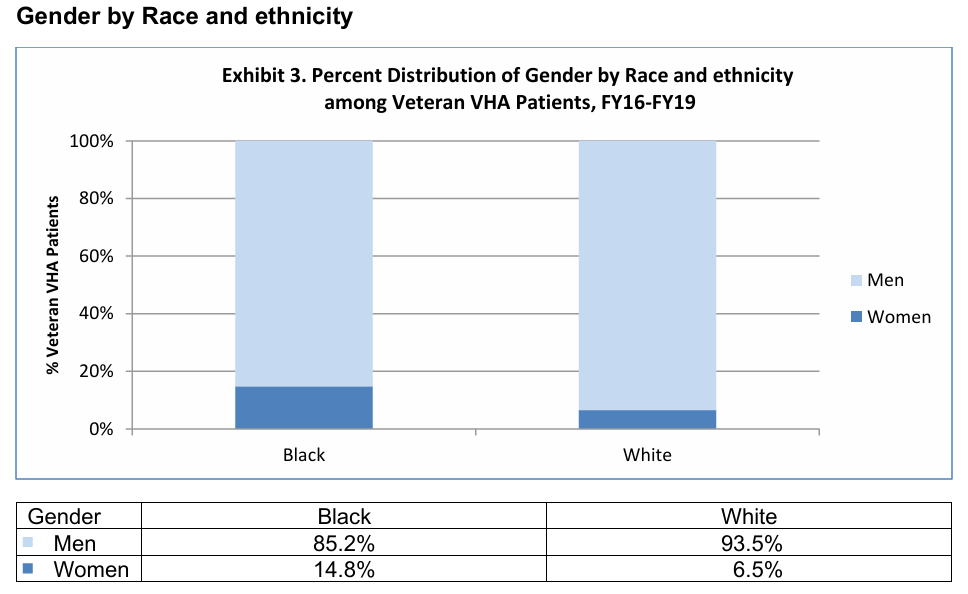 Gender by Race and ethnicity
Exhibit 3. Percent Distribution of Gender by Race and ethnicity
among Veteran VHA Patients, FY16-FY19
% Veteran VHA Patients
100%
80%
60%
40%
20%
0%
Black White
Men
Women
Gender Black White
Men 85.2% 93.5%
Women 14.8% 6.5%